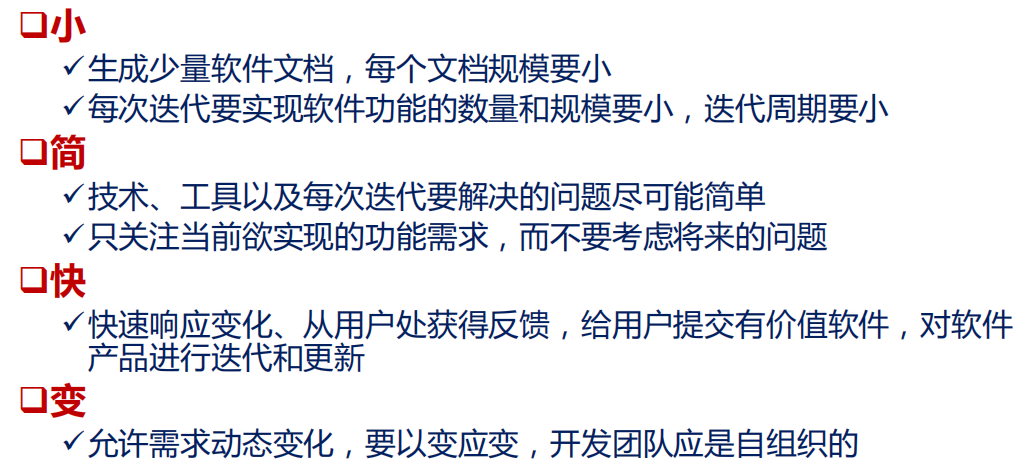 ❑小
✓生成少量软件文档，每个文档规模要小
✓每次迭代要实现软件功能的数量和规模要小，迭代周期要小
❑简
✓技术、工具以及每次迭代要解决的问题尽可能简单
✓只关注当前欲实现的功能需求，而不要考虑将来的问题
❑快
✓快速响应变化、从用户处获得反馈，给用户提交有价值软件，对软件
产品进行迭代和更新
❑变
✓允许需求动态变化，要以变应变，开发团队应是自组织的